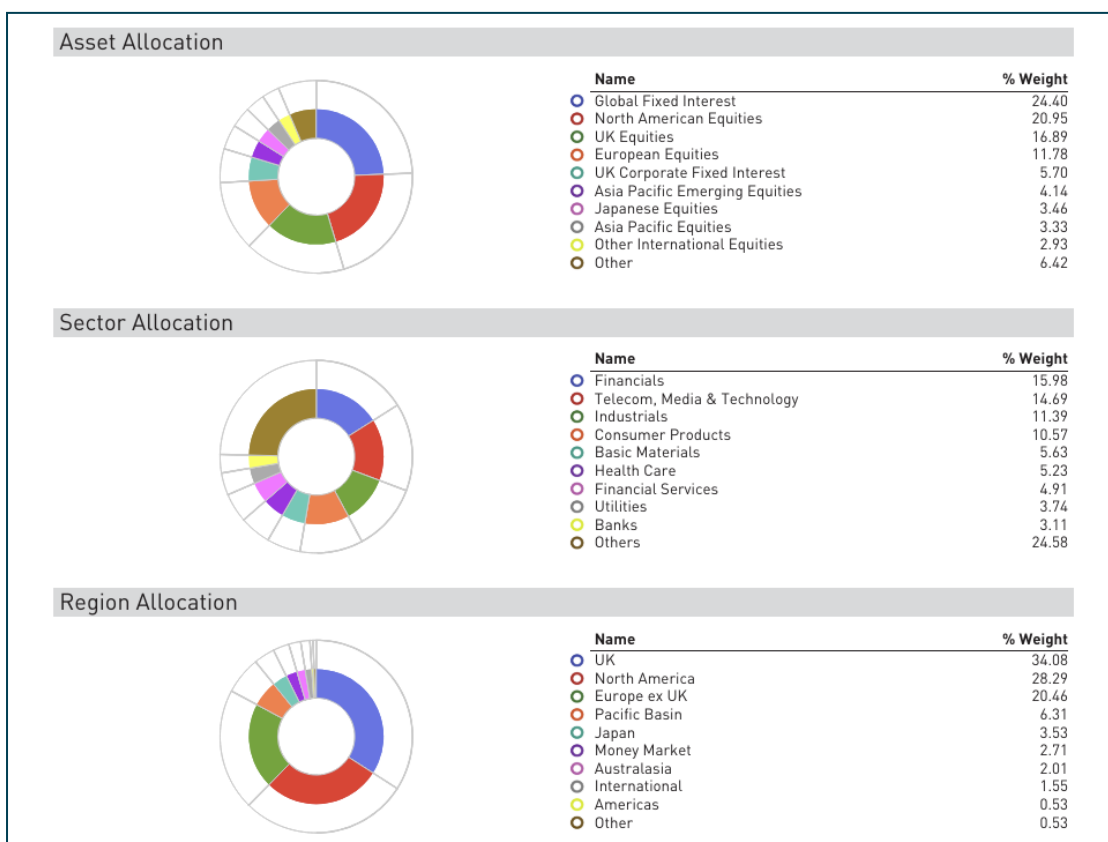 Asset Allocation
Name % Weight
Global Fixed Interest 24.40
North American Equities 20.95
UK Equities 16.89
European Equities 11.78
UK Corporate Fixed Interest 5.70
Asia Pacific Emerging Equities 4.14
Japanese Equities 3.46
Asia Pacific Equities 3.33
Other International Equities 2.93
Other 6.42
Sector Allocation
Name % Weight
Financials 15.98
Telecom, Media & Technology 14.69
Industrials 11.39
Consumer Products 10.57
Basic Materials 5.63
Health Care 5.23
Financial Services 4.91
Utilities 3.74
Banks 3.11
Others 24.58
Region Allocation
Name % Weight
UK 34.08
North America 28.29
Europe ex UK 20.46
Pacific Basin 6.31
Japan 3.53
Money Market 2.71
Australasia 2.01
International 1.55
Americas 0.53
Other 0.53